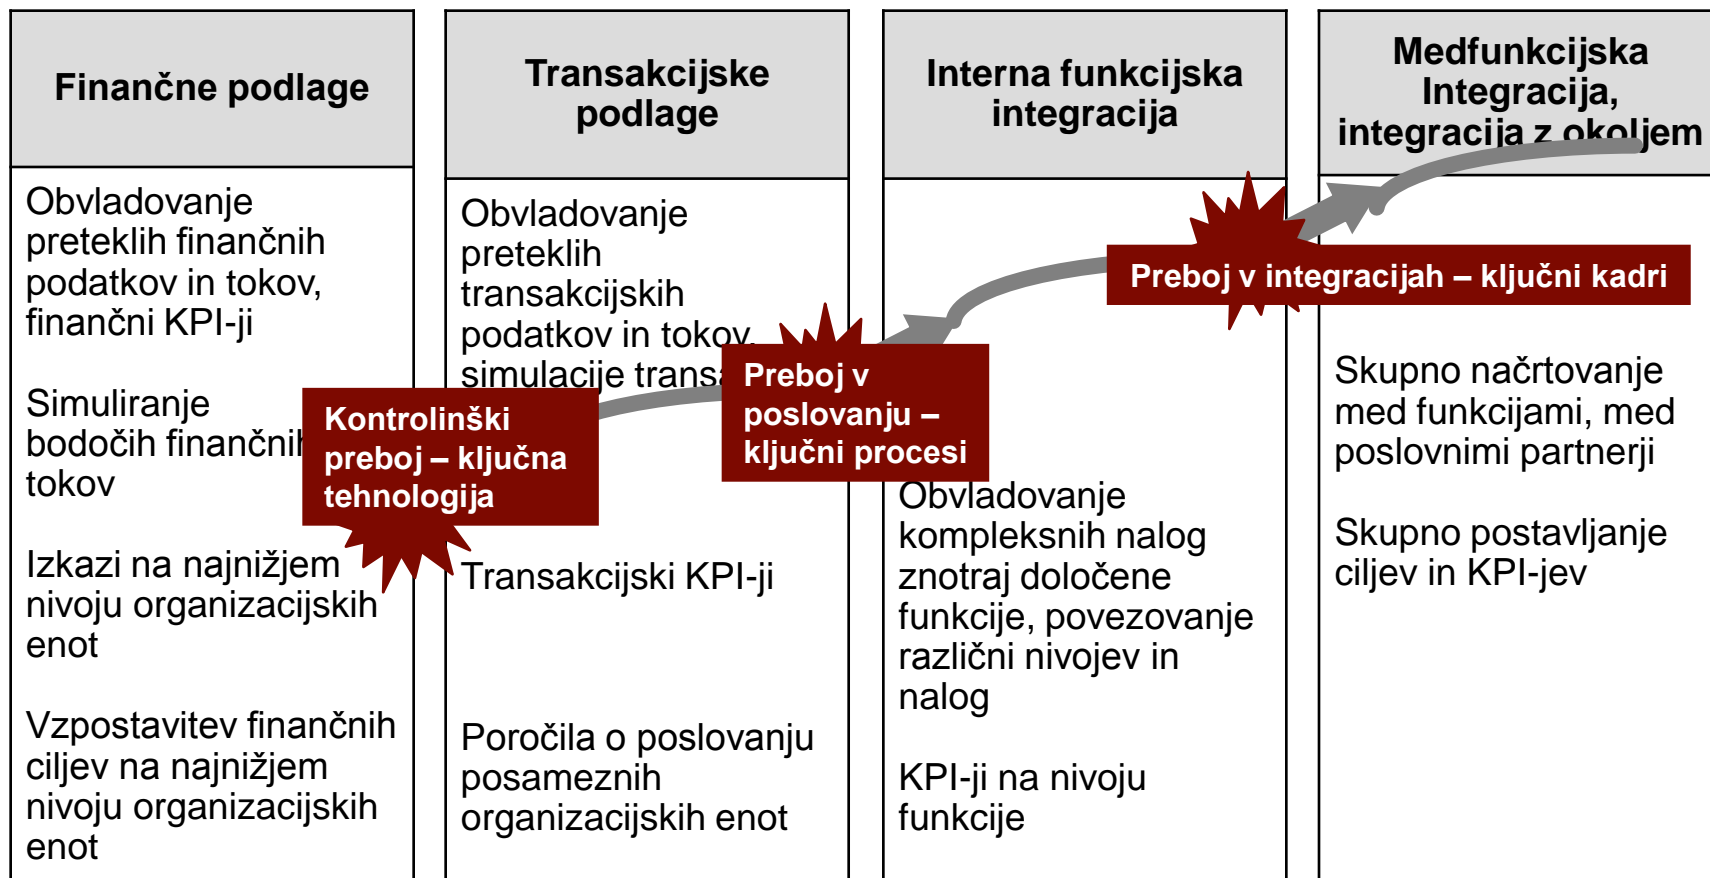 Finančne podlage
Obvladovanje
preteklih finančnih
podatkov in tokov,
finančni KPI-ji
Simuliranje
bodočih finančnih
tokov
Izkazi na najnižjem
nivoju organizacijskih
enot
Vzpostavitev finančnih
ciljev na najnižjem
nivoju organizacijskih
enot
Kontrolinški
preboj – ključna
tehnologija
Transakcijske
podlage
Obvladovanje
preteklih
transakcijskih
podatkov in tokov,
simulacije
Transakcijski KPI-ji
Poročila o poslovanju
posameznih
organizacijskih enot
Preboj v
poslovanju –
ključni procesi
Interna funkcijska
integracija
Obvladovanje
kompleksnih nalog
znotraj določene
funkcije, povezovanje
različni nivojev in
nalog
KPI-ji na nivoju
funkcije
Preboj v integracijah – ključni kadri
Medfunkcijska
Integracija,
integracija z okoljem
Skupno načrtovanje
med funkcijami, med
poslovnimi partnerji
Skupno postavljanje
ciljev in KPI-jev